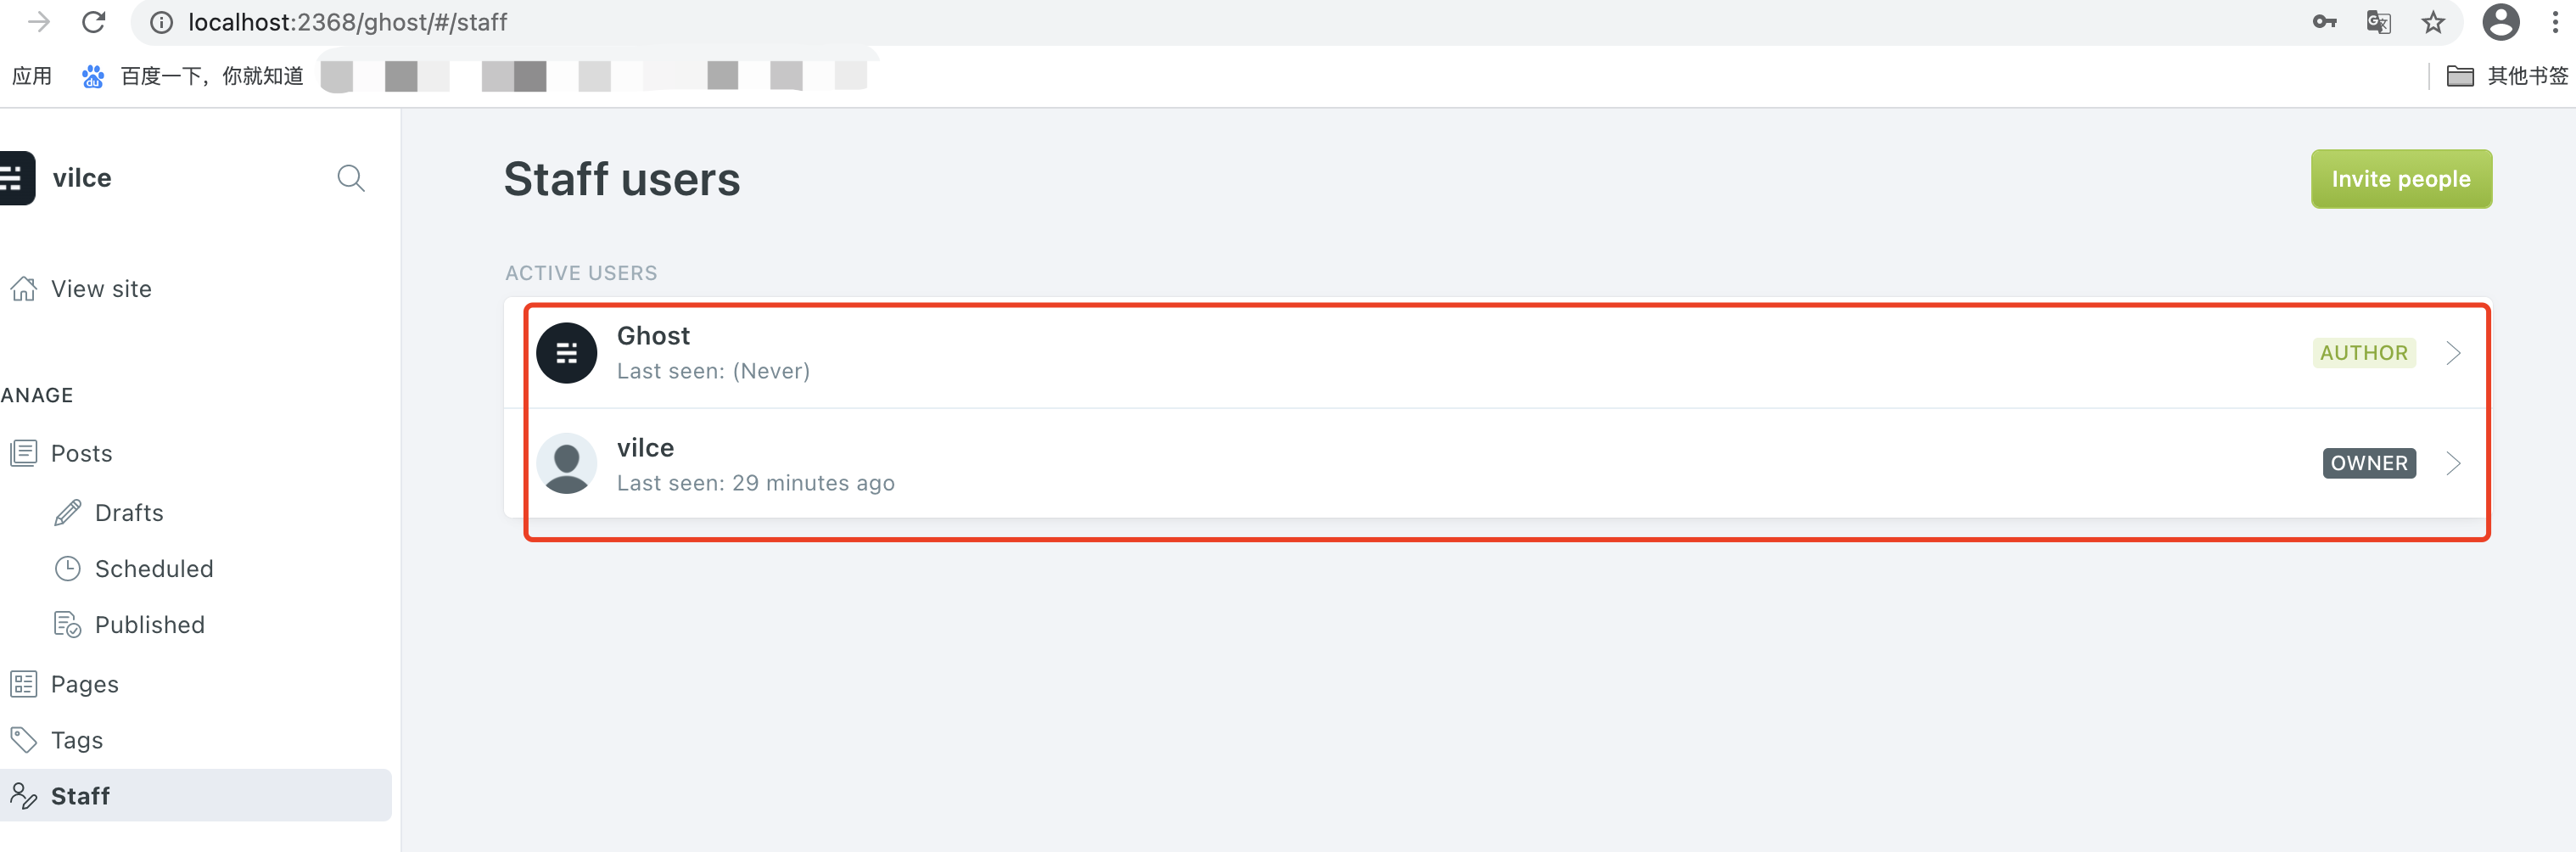 localhost:2368/ghost/#/staff
应用 百度一下，你就知道 其他书签
vilce
View site
ANAGE
Posts
Drafts
Scheduled
Published
Pages
Tags
Staff
Staff users
Invite people
ACTIVE USERS
Ghost
Last seen: (Never)
AUTHOR
vilce
Last seen: 29 minutes ago
OWNER